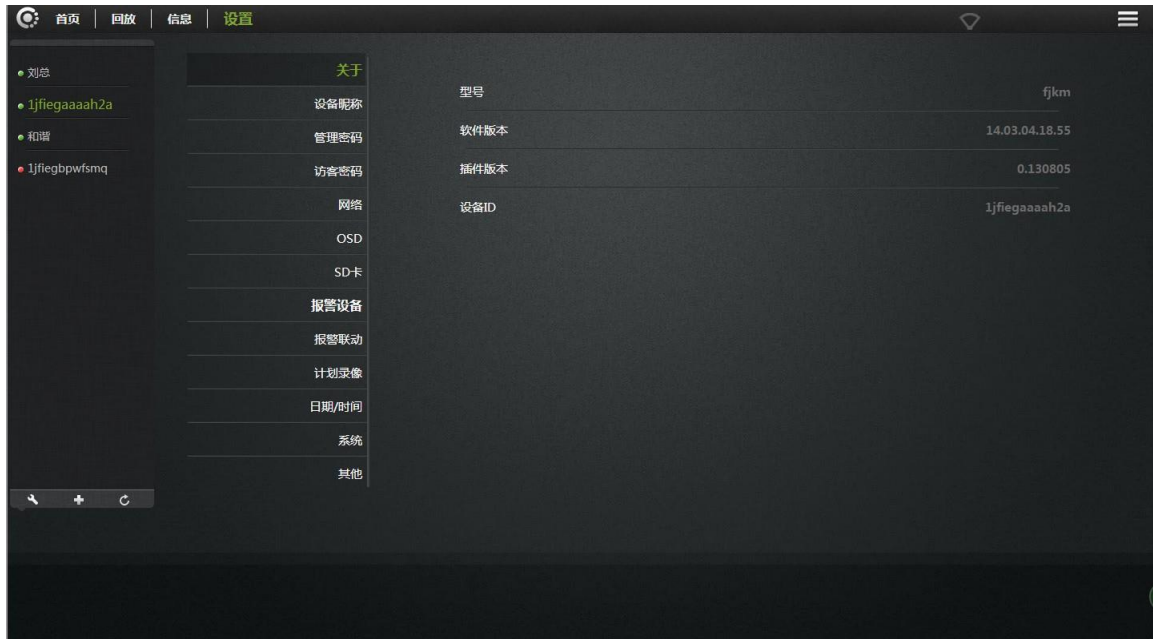 首页 回放 信息 设置
刘总
1jfiegaaaah2a
和谐
1jfiegbpwfsmq
关于
设备昵称
管理密码
访客密码
网络
OSD
SD卡
报警设备
报警联动
计划录像
日期/时间
系统
其他
型号 fjkm
软件版本 14.03.04.18.55
插件版本 0.130805
设备ID 1jfiegaaaah2a